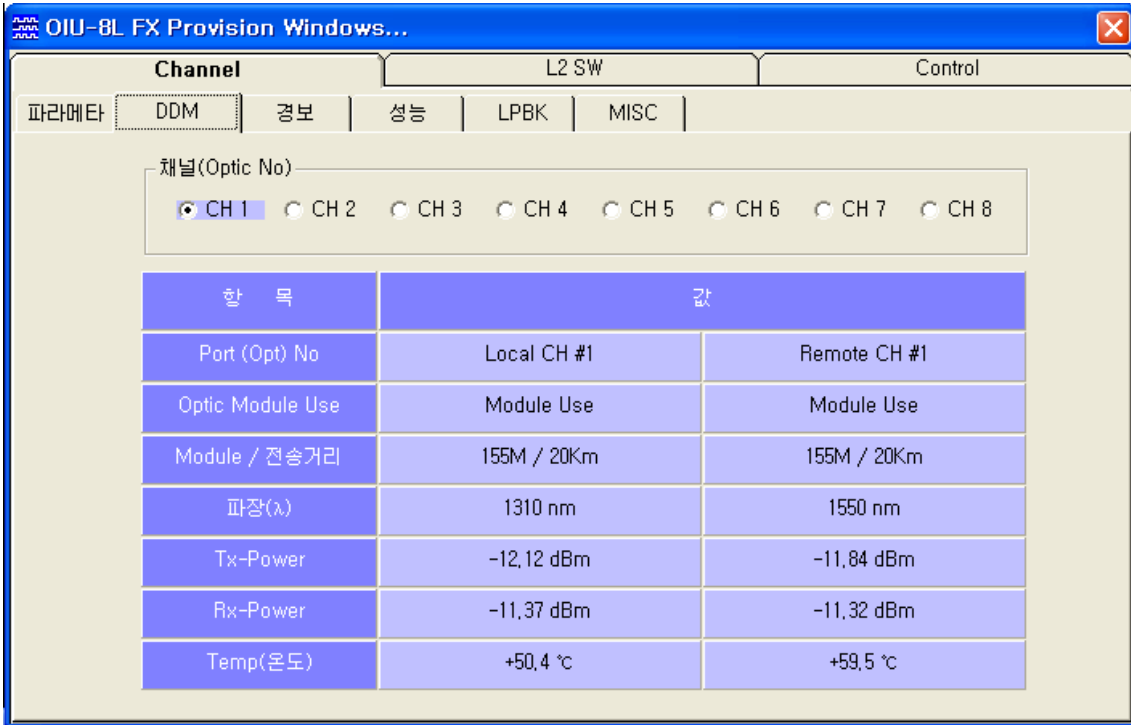 OIU-8L FX Provision Windows...
Channel L2 SW Control
파라메타 DDM 경보 성능 LPBK MISC
채널(Optic No)
CH 1 CH 2 CH 3 CH 4 CH 5 CH 6 CH 7 CH 8
항 목 값
Port (Opt) No Local CH #1 Remote CH #1
Optic Module Use Module Use Module Use
Module / 전송거리 155M / 20Km 155M / 20Km
파장(λ) 1310 nm 1550 nm
Tx-Power -12,12 dBm -11,84 dBm
Rx-Power -11,37 dBm -11,32 dBm
Temp(온도) +50,4 ℃ +59,5 ℃